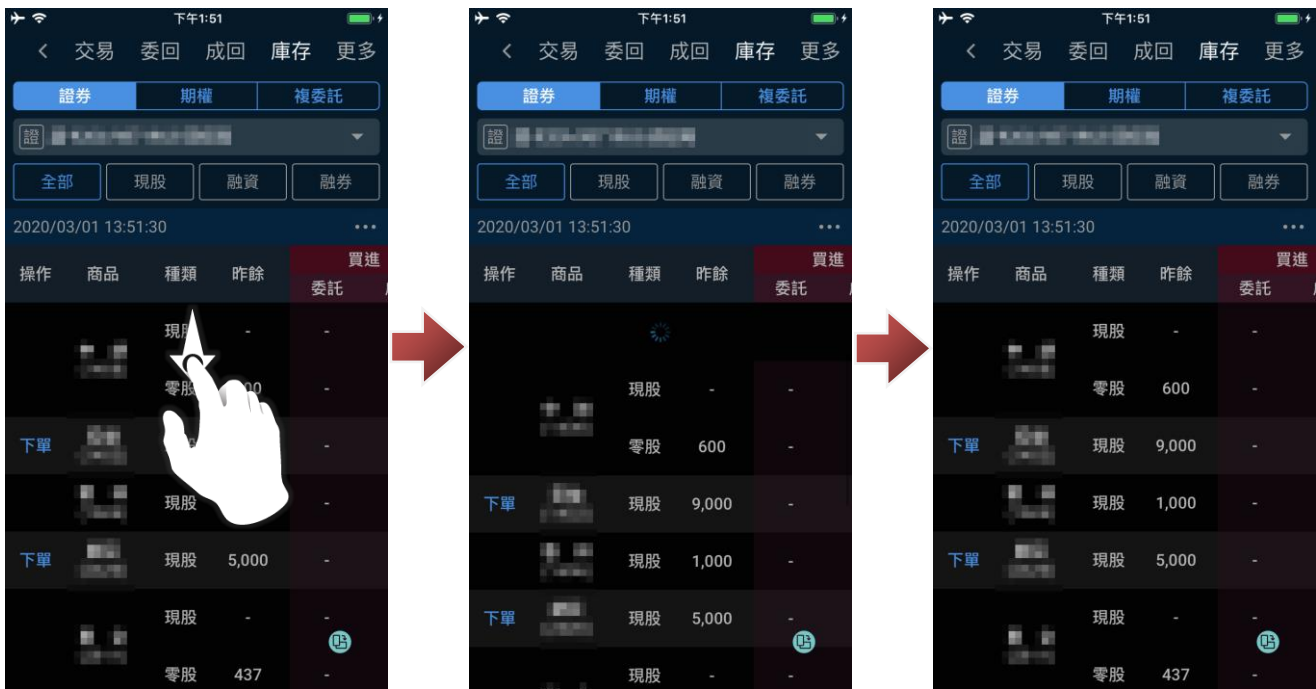 下午1:51
交易 委回 成回 庫存 更多
證券 期權 複委託
證
全部 現股 融資 融券
2020/03/01 13:51:30
操作 商品 種類 昨餘 買進
委託
現股 - -
零股 -
下單 -
現股 -
下單 現股 5,000 -
現股 - -
零股 437 -
下午1:51
交易 委回 成回 庫存 更多
證券 期權 複委託
證
全部 現股 融資 融券
2020/03/01 13:51:30
操作 商品 種類 昨餘 買進
委託
現股 - -
零股 600 -
下單 現股 9,000 -
現股 1,000 -
下單 現股 5,000 -
現股 -
下午1:51
交易 委回 成回 庫存 更多
證券 期權 複委託
證
全部 現股 融資 融券
2020/03/01 13:51:30
操作 商品 種類 昨餘 買進
委託
現股 - -
零股 600 -
下單 現股 9,000 -
現股 1,000 -
下單 現股 5,000 -
現股 - -
零股 437 -